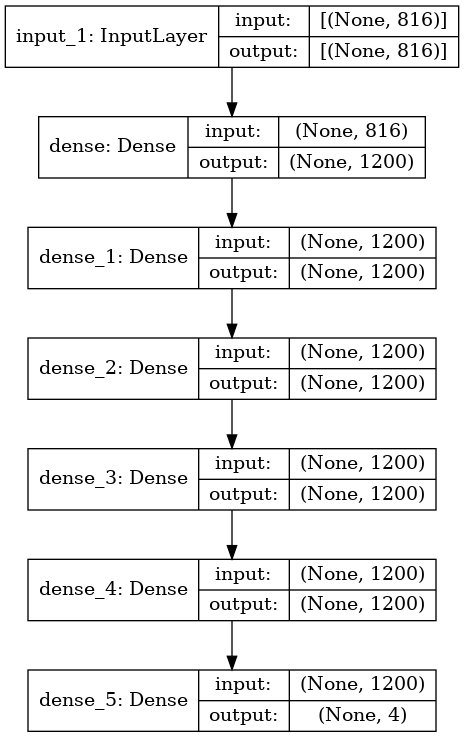 input_1: InputLayer
input: [(None, 816)]
output: [(None, 816)]
dense: Dense
input: (None, 816)
output: (None, 1200)
dense_1: Dense
input: (None, 1200)
output: (None, 1200)
dense_2: Dense
input: (None, 1200)
output: (None, 1200)
dense_3: Dense
input: (None, 1200)
output: (None, 1200)
dense_4: Dense
input: (None, 1200)
output: (None, 1200)
dense_5: Dense
input: (None, 1200)
output: (None, 4)